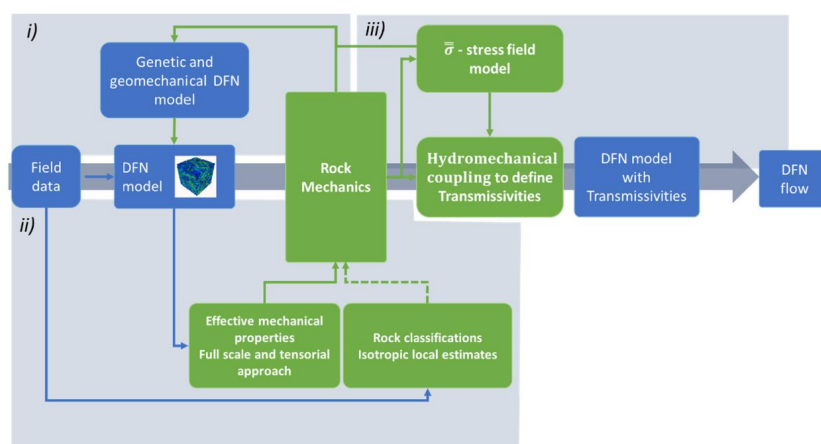 i)
iii)
Genetic and
geomechanical DFN
model
σ - stress field
model
Field
data
DFN
model
Rock
Mechanics
Hydromechanical
coupling to define
Transmissivities
DFN model
with
Transmissivities
DFN
flow
ii)
Effective mechanical
properties
Full scale and tensorial
approach
Rock classifications
Isotropic local estimates